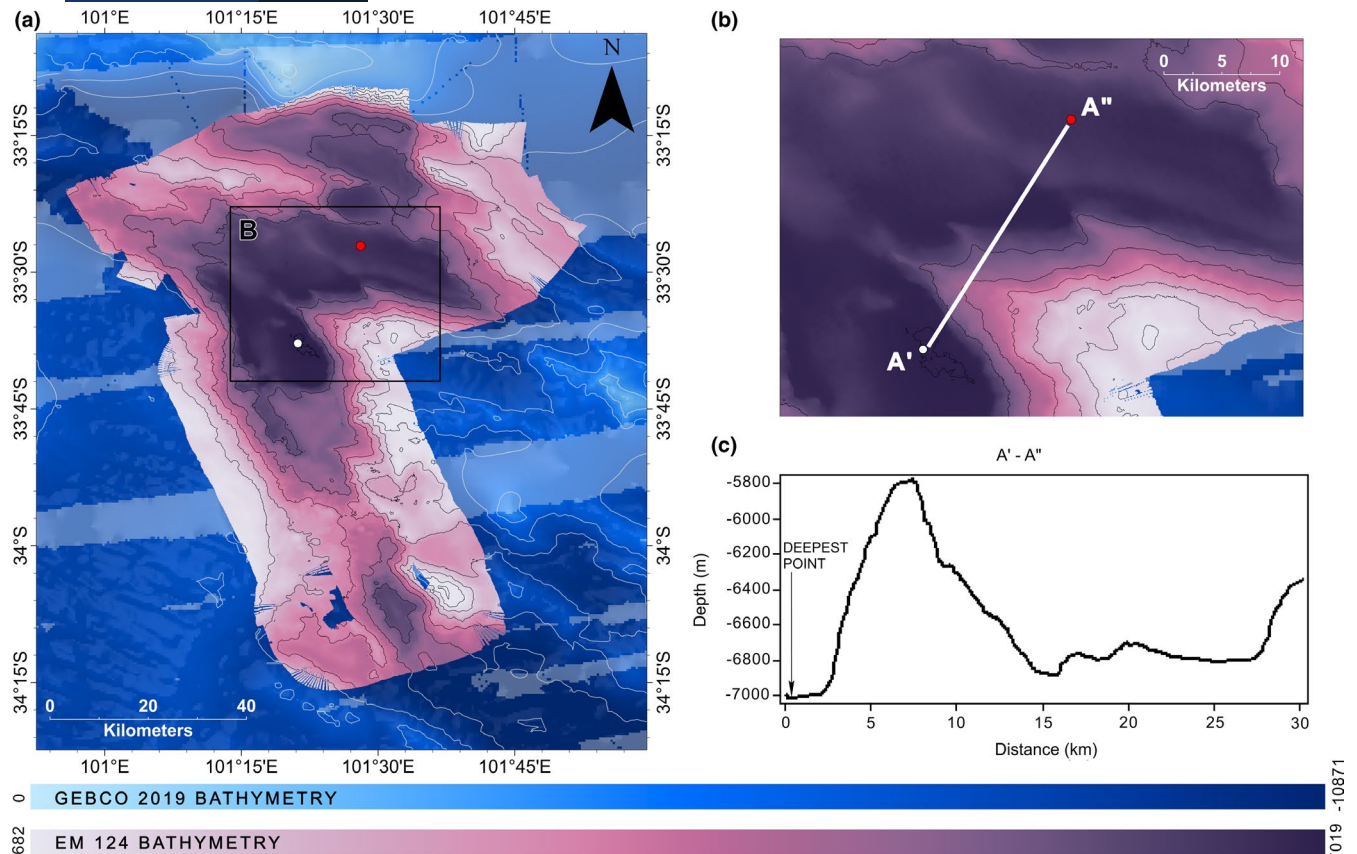 (a)
101°E
101°15'E
101°30'E
101°45'E
N
33°15'S
33°15'S
B
33°30'S
33°30'S
33°45'S
33°45'S
34°S
34°S
34°15'S
34°15'S
0 20 40
Kilometers
101°E
101°15'E
101°30'E
101°45'E
(b)
0 5 10
Kilometers
A"
A'
(c)
A' - A"
Depth (m)
-5800
-6000
-6200
-6400
-6600
-6800
-7000
DEEPEST
POINT
0 5 10 15 20 25 30
Distance (km)
0
GEBCO 2019 BATHYMETRY
-10871
682
EM 124 BATHYMETRY